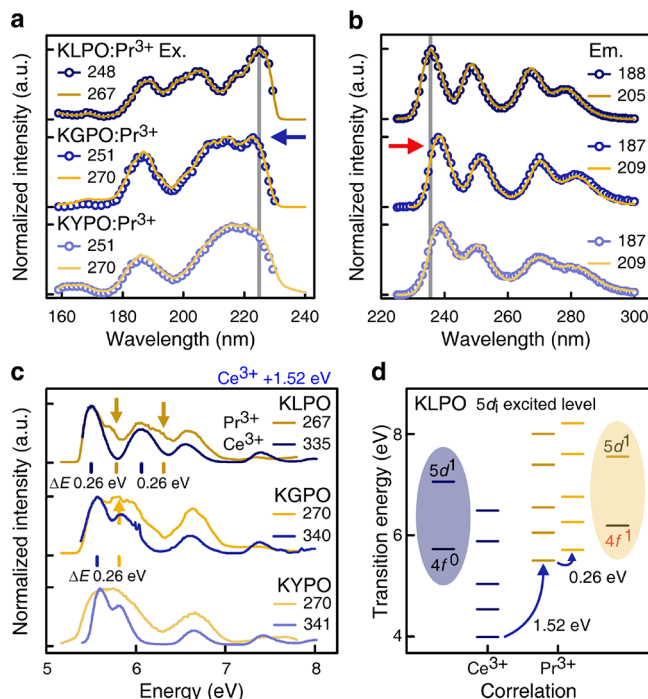 a
KLPO:Pr³⁺ Ex.
248
267
KGPO:Pr³⁺
251
270
KYPO:Pr³⁺
251
270
Normalized intensity (a.u.)
160 180 200 220 240
Wavelength (nm)
b
Em.
188
205
187
209
187
209
Normalized intensity (a.u.)
220 240 260 280 300
Wavelength (nm)
c
Ce³⁺ +1.52 eV
KLPO
Pr³⁺ 267
Ce³⁺ 335
ΔE 0.26 eV 0.26 eV
KGPO
270
340
ΔE 0.26 eV
KYPO
270
341
Normalized intensity (a.u.)
5 6 7 8
Energy (eV)
d
KLPO 5dᵢ excited level
5d¹
4f⁰
5d¹
4f¹
0.26 eV
1.52 eV
Transition energy (eV)
8
6
4
Ce³⁺ Pr³⁺
Correlation